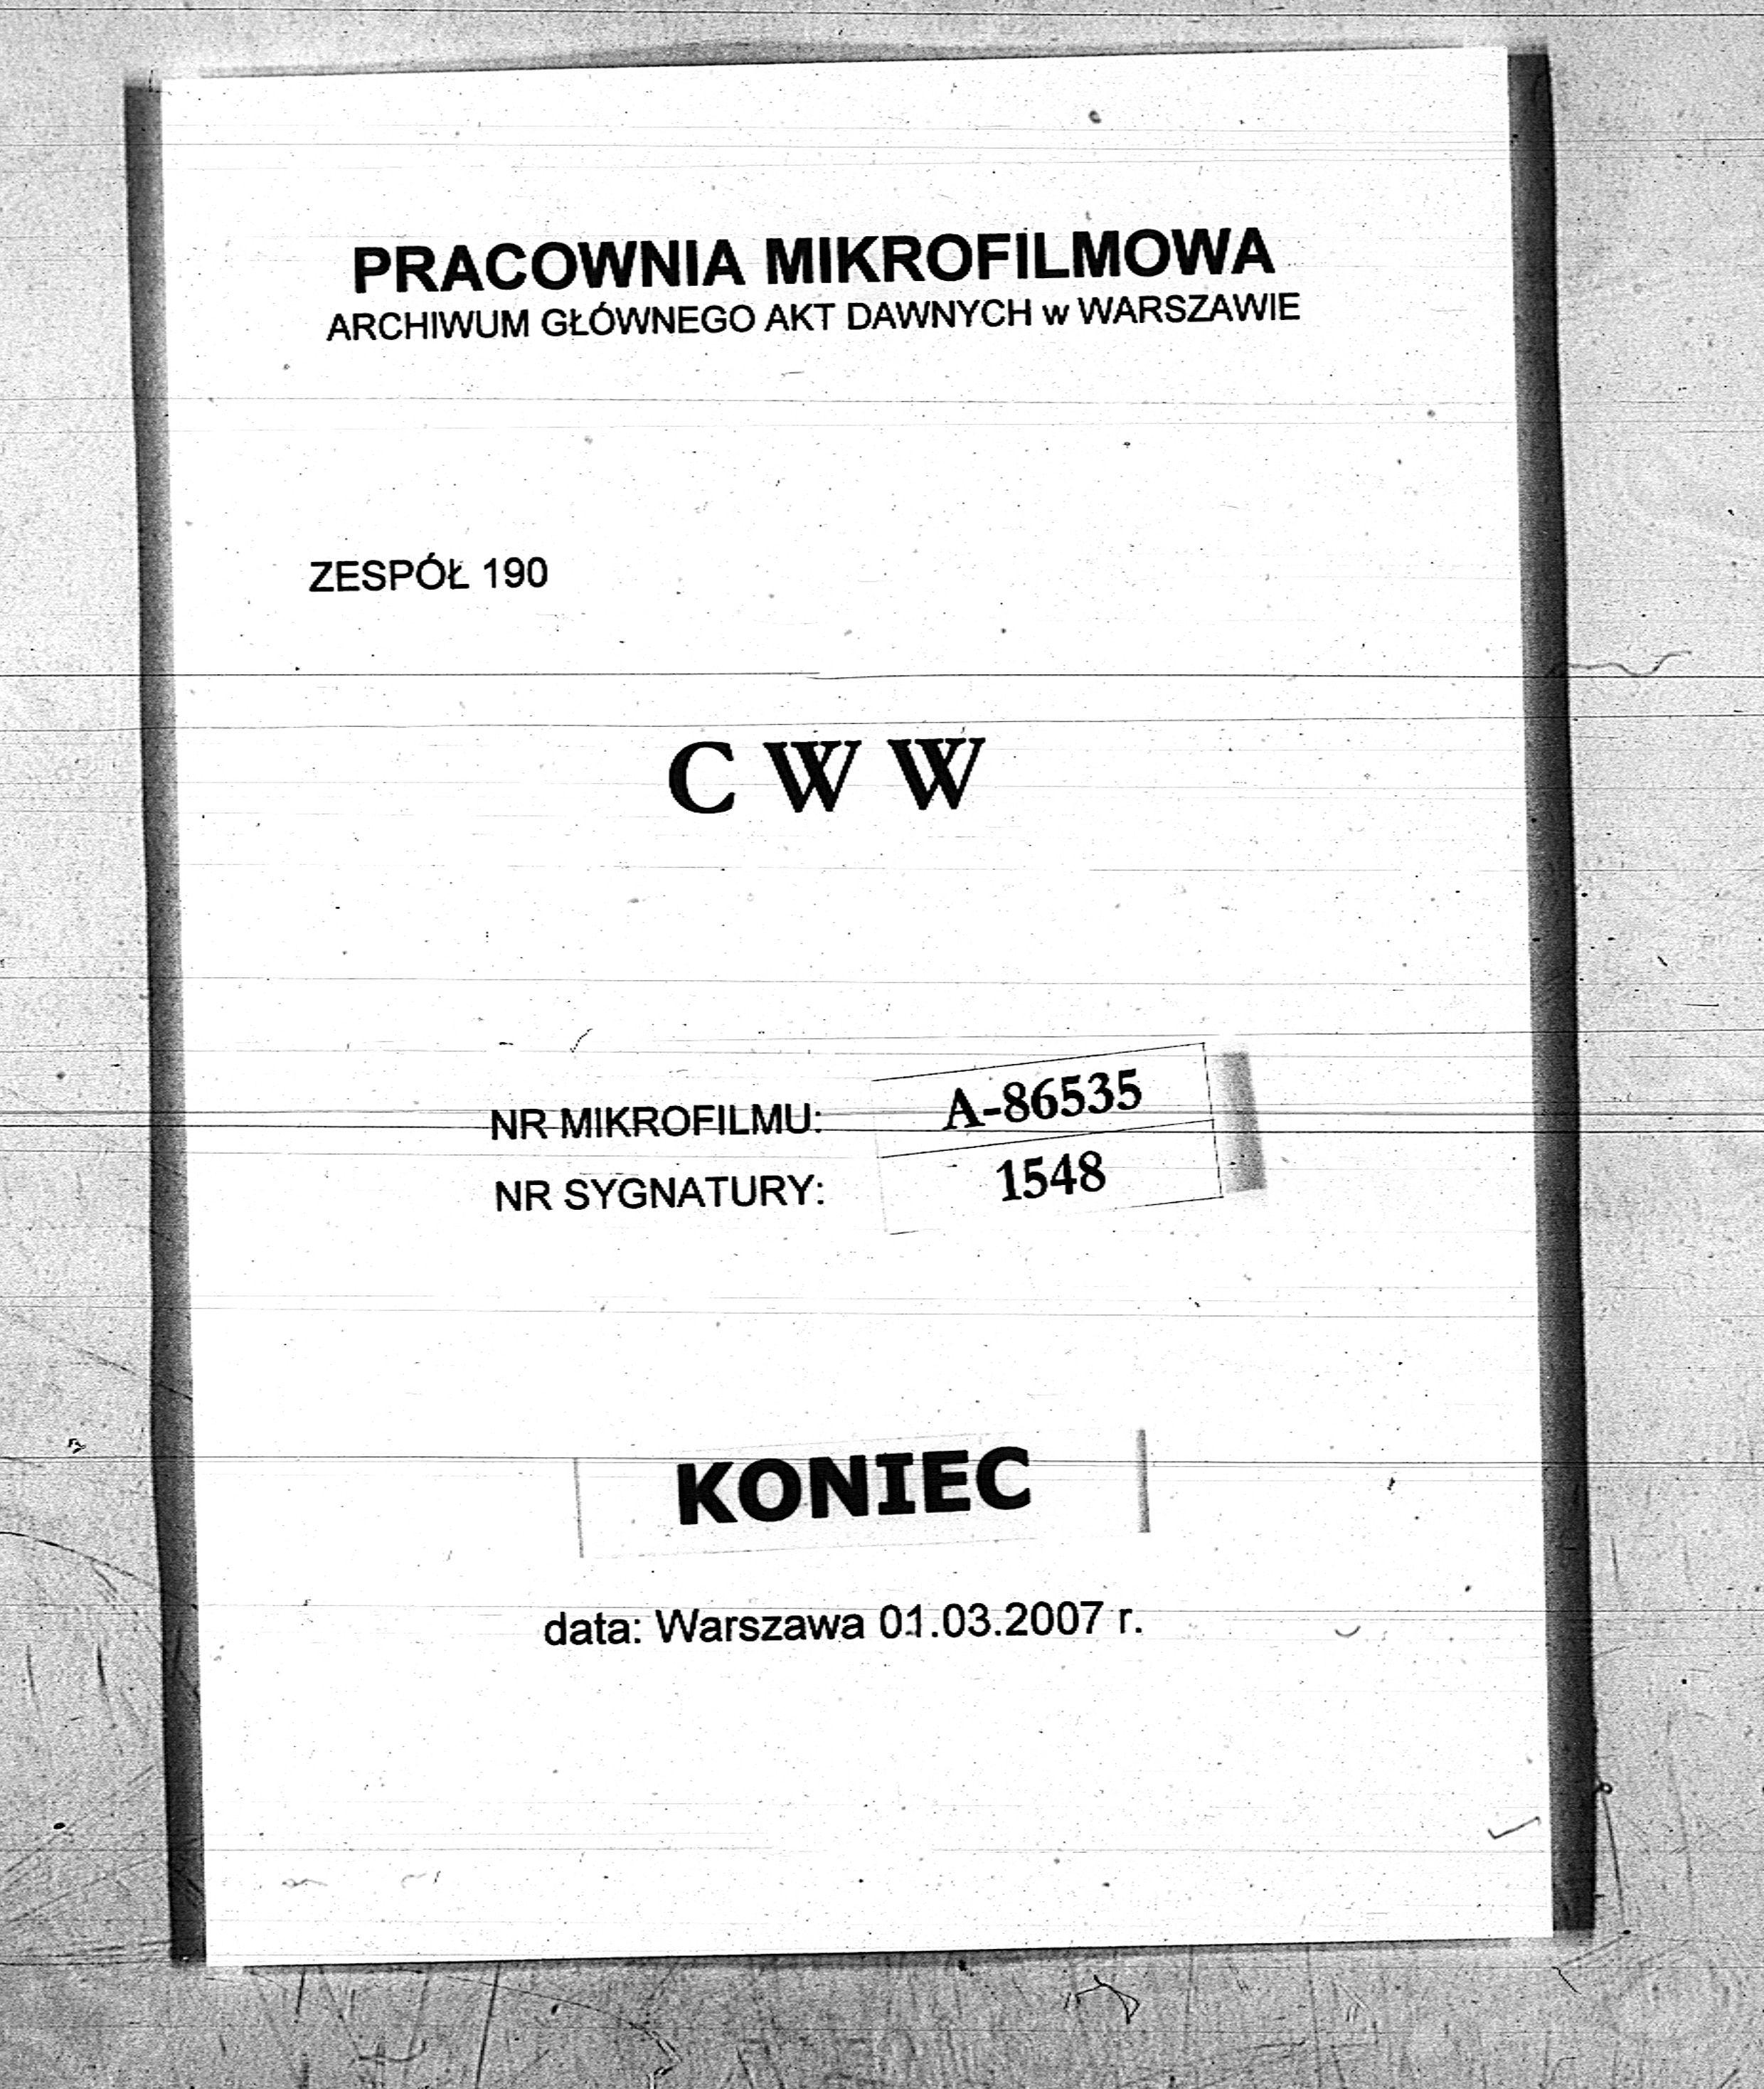 PRACOWNIA MIKROFILMOWA
ARCHIWUM GŁÓWNEGO AKT DAWNYCH w WARSZAWIE
ZESPÓŁ 190
C W W
NR MIKROFILMU: A-86535
NR SYGNATURY: 1548
KONIEC
data: Warszawa 01.03.2007 r.